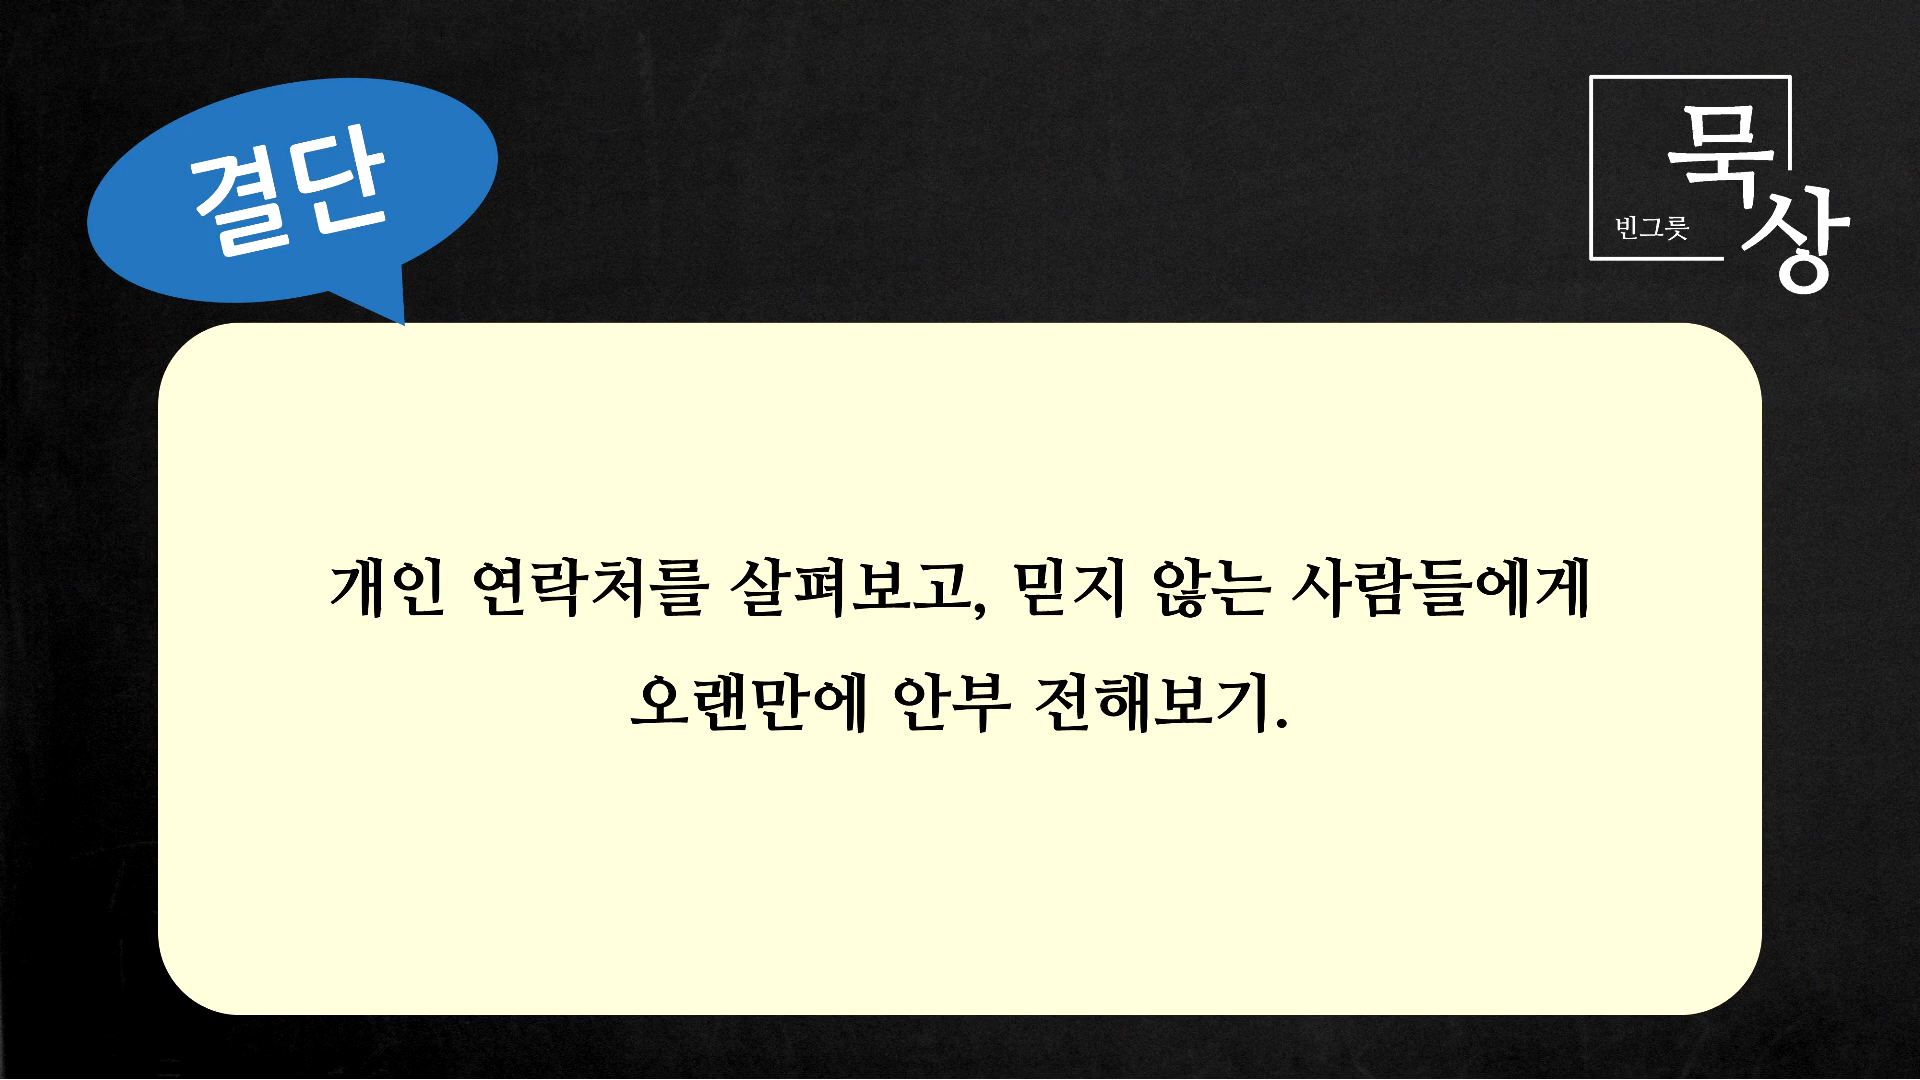 결단
묵상
빈그릇
개인 연락처를 살펴보고, 믿지 않는 사람들에게
오랜만에 안부 전해보기.